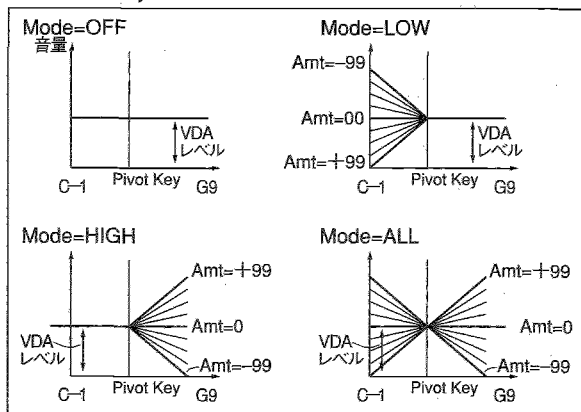 Mode=OFF
音量
VDA
レベル
C-1 Pivot Key G9
Mode=LOW
Amt=-99
Amt=00
Amt=+99
VDA
レベル
C-1 Pivot Key G9
Mode=HIGH
Amt=+99
Amt=0
VDA
レベル
Amt=-99
C-1 Pivot Key G9
Mode=ALL
Amt=+99
Amt=0
VDA
レベル
Amt=-99
C-1 Pivot Key G9